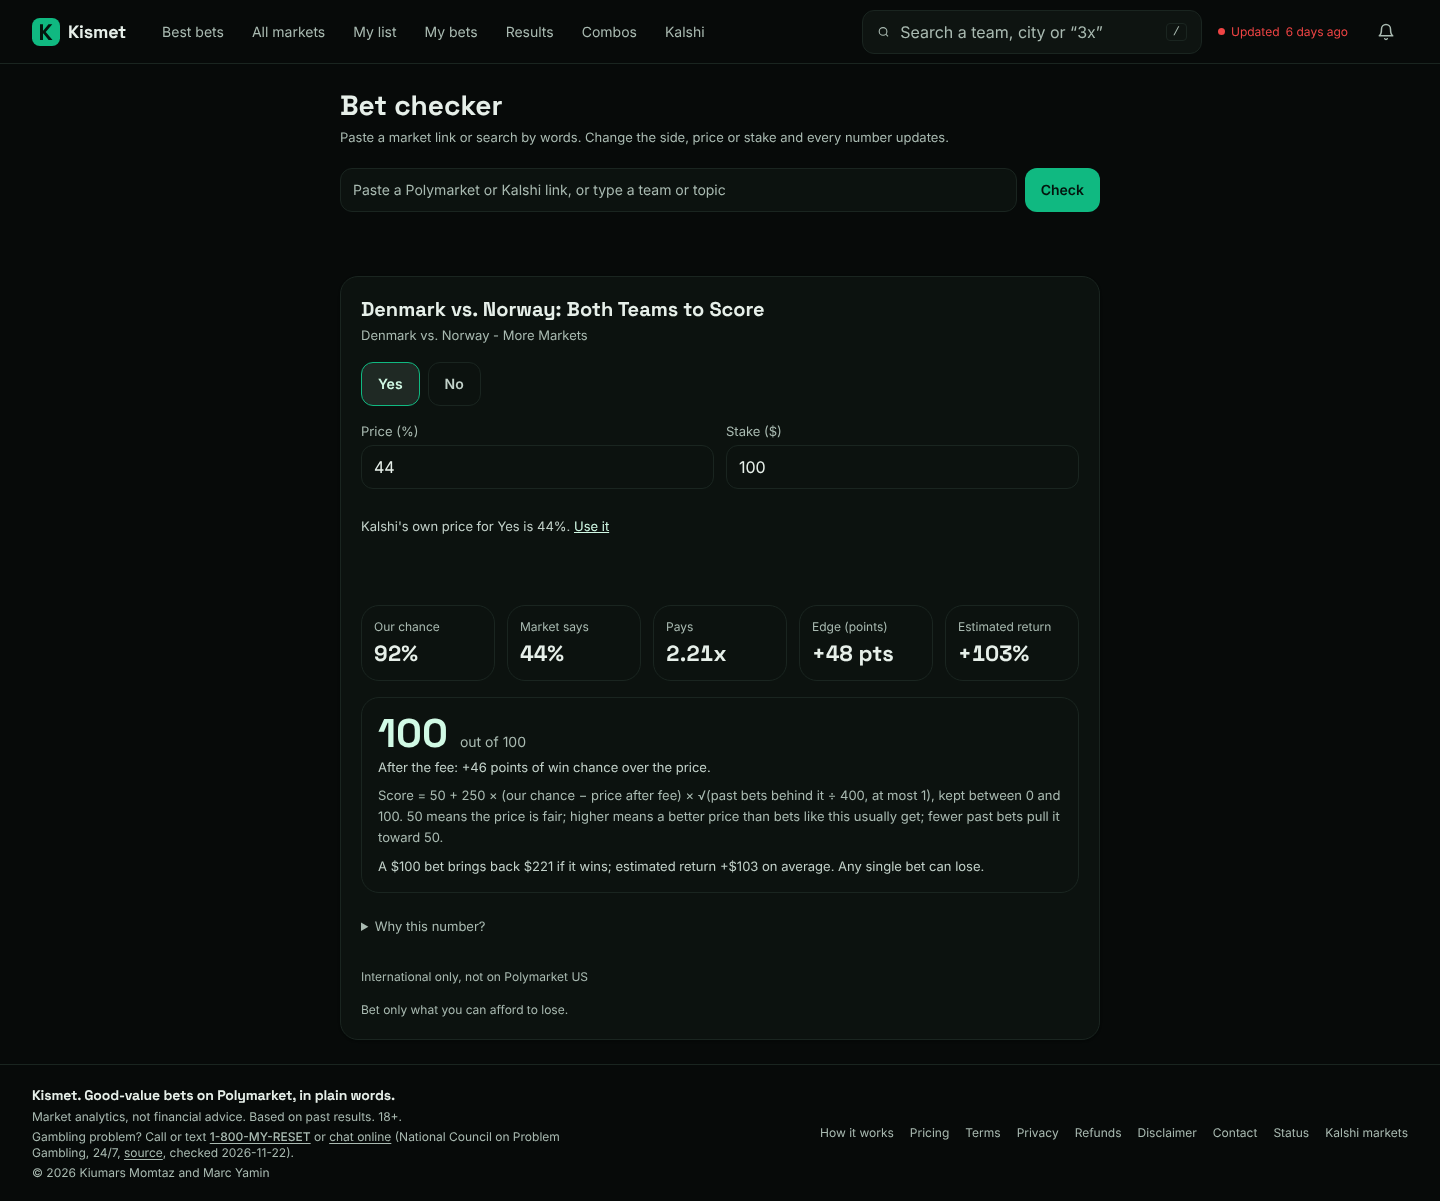 K Kismet
Best bets
All markets
My list
My bets
Results
Combos
Kalshi
Search a team, city or “3x”
/
Updated 6 days ago
Bet checker
Paste a market link or search by words. Change the side, price or stake and every number updates.
Paste a Polymarket or Kalshi link, or type a team or topic
Check
Denmark vs. Norway: Both Teams to Score
Denmark vs. Norway - More Markets
Yes
No
Price (%)
Stake ($)
44
100
Kalshi's own price for Yes is 44%. Use it
Our chance
92%
Market says
44%
Pays
2.21x
Edge (points)
+48 pts
Estimated return
+103%
100 out of 100
After the fee: +46 points of win chance over the price.
Score = 50 + 250 × (our chance − price after fee) × √(past bets behind it ÷ 400, at most 1), kept between 0 and
100. 50 means the price is fair; higher means a better price than bets like this usually get; fewer past bets pull it
toward 50.
A $100 bet brings back $221 if it wins; estimated return +$103 on average. Any single bet can lose.
Why this number?
International only, not on Polymarket US
Bet only what you can afford to lose.
Kismet. Good-value bets on Polymarket, in plain words.
Market analytics, not financial advice. Based on past results. 18+.
Gambling problem? Call or text 1-800-MY-RESET or chat online (National Council on Problem
Gambling, 24/7, source, checked 2026-11-22).
© 2026 Kiumars Momtaz and Marc Yamin
How it works
Pricing
Terms
Privacy
Refunds
Disclaimer
Contact
Status
Kalshi markets